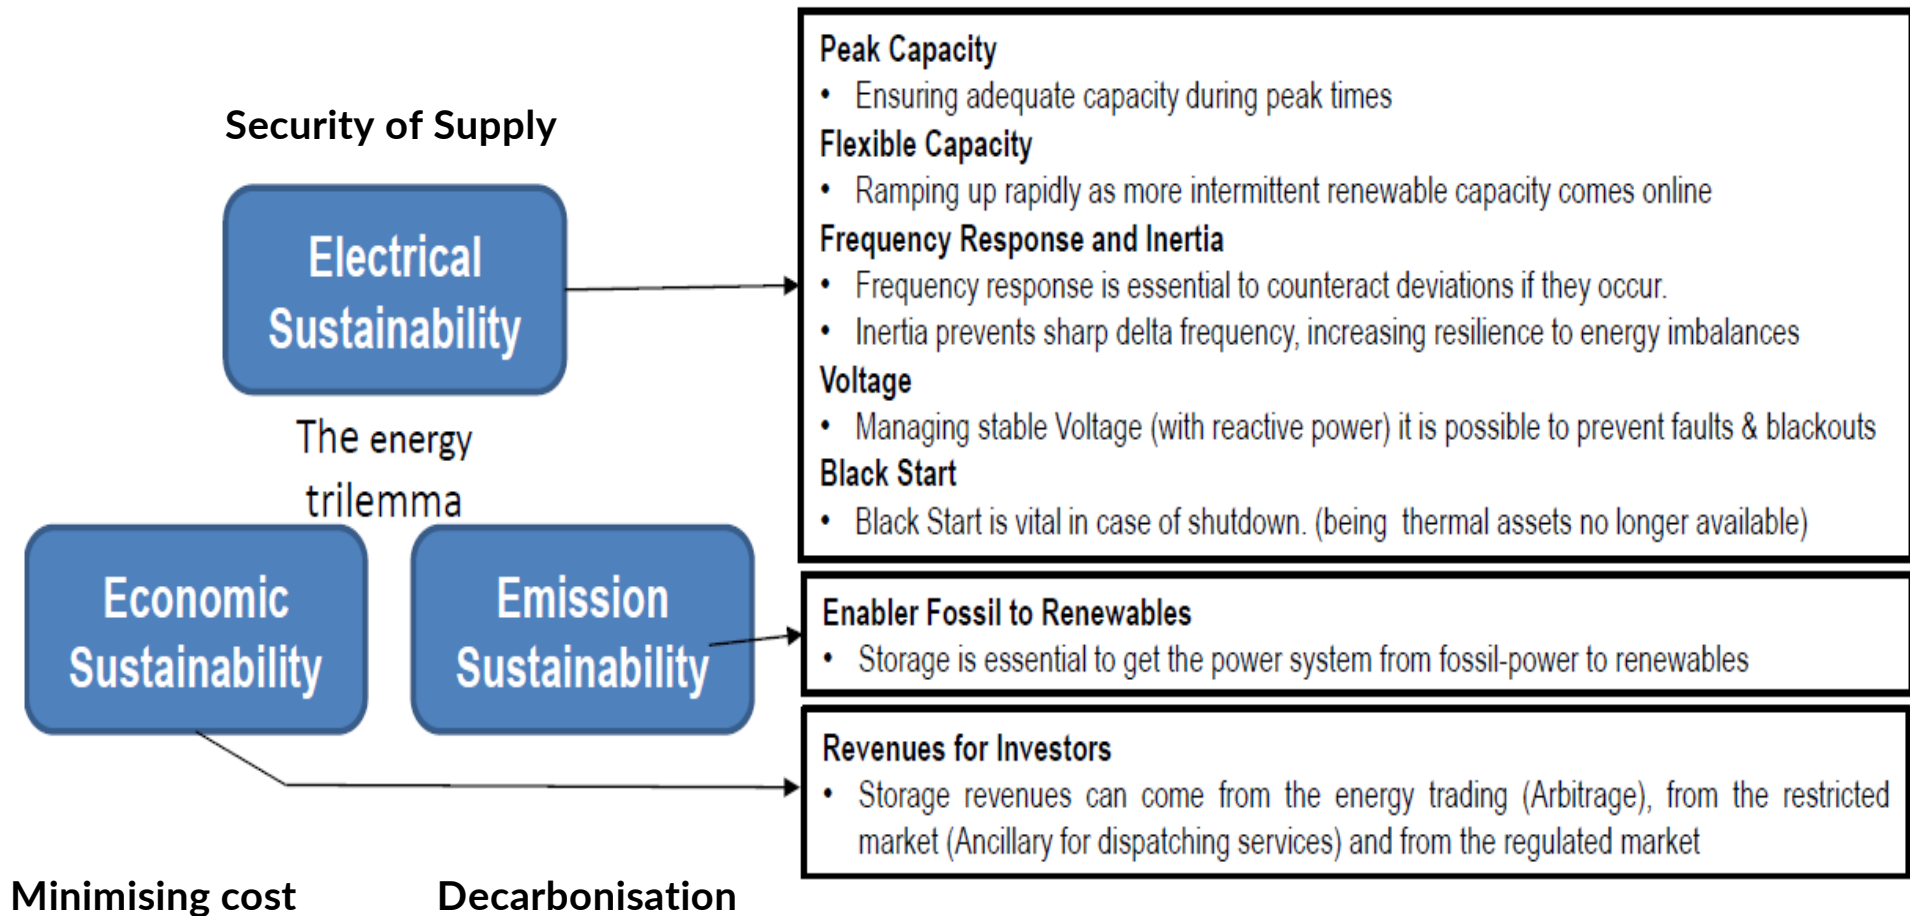 Security of Supply
Electrical
Sustainability
The energy
trilemma
Economic
Sustainability
Emission
Sustainability
Minimising cost
Decarbonisation
Peak Capacity
• Ensuring adequate capacity during peak times
Flexible Capacity
• Ramping up rapidly as more intermittent renewable capacity comes online
Frequency Response and Inertia
• Frequency response is essential to counteract deviations if they occur.
• Inertia prevents sharp delta frequency, increasing resilience to energy imbalances
Voltage
• Managing stable Voltage (with reactive power) it is possible to prevent faults & blackouts
Black Start
• Black Start is vital in case of shutdown. (being thermal assets no longer available)
Enabler Fossil to Renewables
• Storage is essential to get the power system from fossil-power to renewables
Revenues for Investors
• Storage revenues can come from the energy trading (Arbitrage), from the restricted
market (Ancillary for dispatching services) and from the regulated market